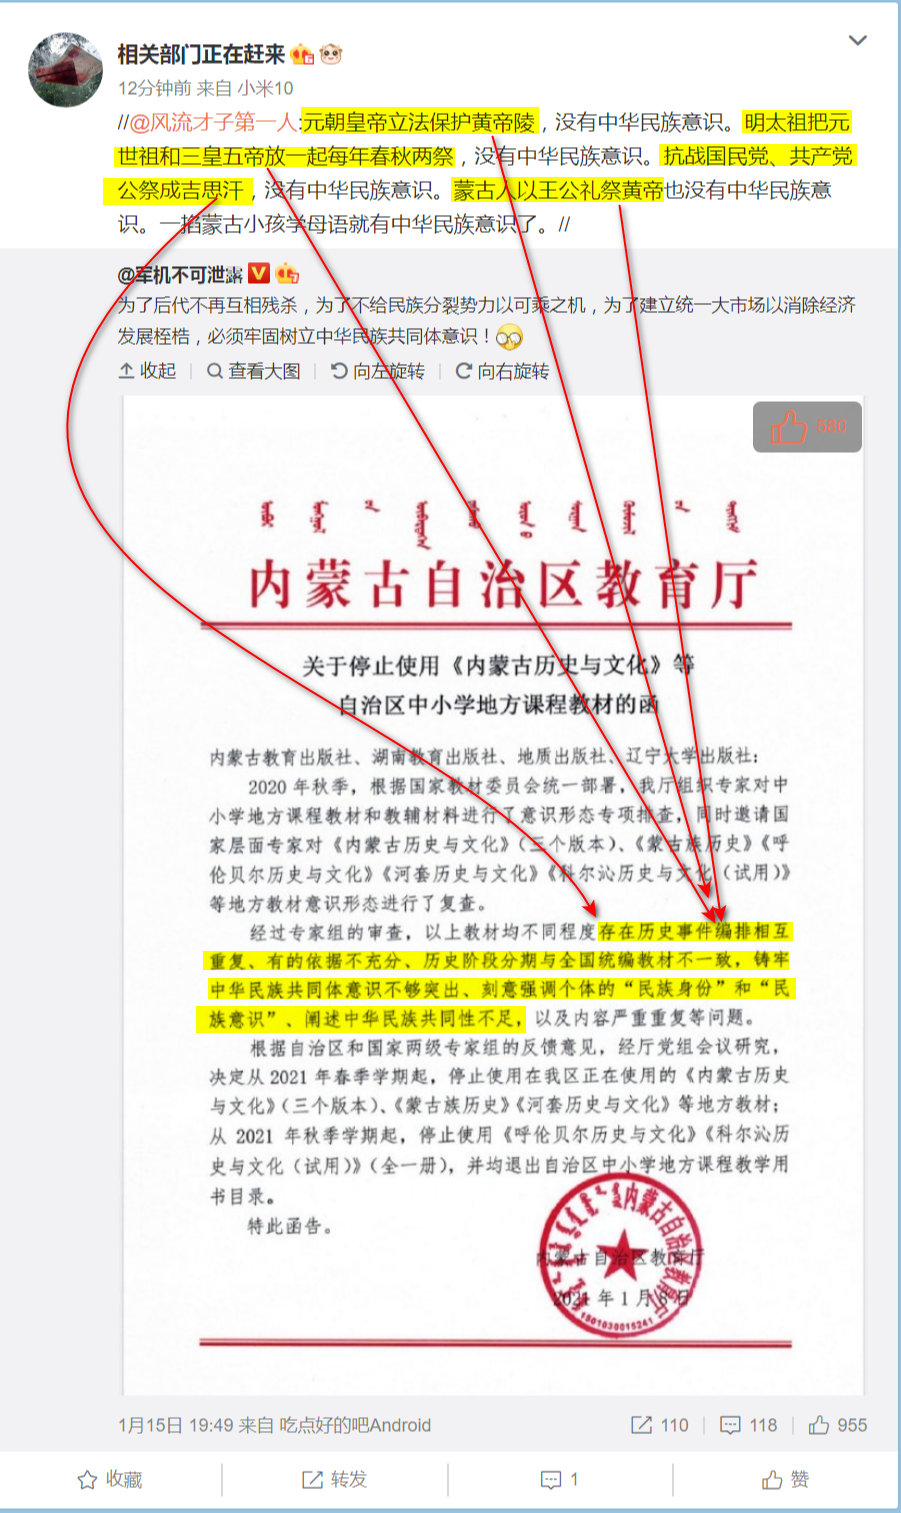 相关部门正在赶来
12分钟前 来自 小米10
//@风流才子第一人:元朝皇帝立法保护黄帝陵，没有中华民族意识。明太祖把元
世祖和三皇五帝放一起每年春秋两祭，没有中华民族意识。抗战国民党、共产党
公祭成吉思汗，没有中华民族意识。蒙古人以王公礼祭黄帝也没有中华民族意
识。一掐蒙古小孩学母语就有中华民族意识了。//
@军机不可泄露
为了后代不再互相残杀，为了不给民族分裂势力以可乘之机，为了建立统一大市场以消除经济
发展桎梏，必须牢固树立中华民族共同体意识！
收起 查看大图 向左旋转 向右旋转
580
内蒙古自治区教育厅
关于停止使用《内蒙古历史与文化》等
自治区中小学地方课程教材的函
内蒙古教育出版社、湖南教育出版社、地质出版社、辽宁大学出版社：
2020 年秋季，根据国家教材委员会统一部署，我厅组织专家对中
小学地方课程教材和教辅材料进行了意识形态专项排查，同时邀请国
家层面专家对《内蒙古历史与文化》（三个版本）、《蒙古族历史》《呼
伦贝尔历史与文化》《河套历史与文化》《科尔沁历史与文化（试用）》
等地方教材意识形态进行了复查。
经过专家组的审查，以上教材均不同程度存在历史事件编排相互
重复、有的依据不充分、历史阶段分期与全国统编教材不一致，铸牢
中华民族共同体意识不够突出、刻意强调个体的“民族身份”和“民
族意识”、阐述中华民族共同性不足，以及内容严重重复等问题。
根据自治区和国家两级专家组的反馈意见，经厅党组会议研究，
决定从 2021 年春季学期起，停止使用在我区正在使用的《内蒙古历史
与文化》（三个版本）、《蒙古族历史》《河套历史与文化》等地方教材；
从 2021 年秋季学期起，停止使用《呼伦贝尔历史与文化》《科尔沁历
史与文化（试用）》（全一册），并均退出自治区中小学地方课程教学用
书目录。
特此函告。
内蒙古自治区教育厅
2021 年 1 月 8 日
内蒙古自治区教育厅
1501030015241
1月15日 19:49 来自 吃点好的吧Android
110 118 955
收藏 转发 1 赞